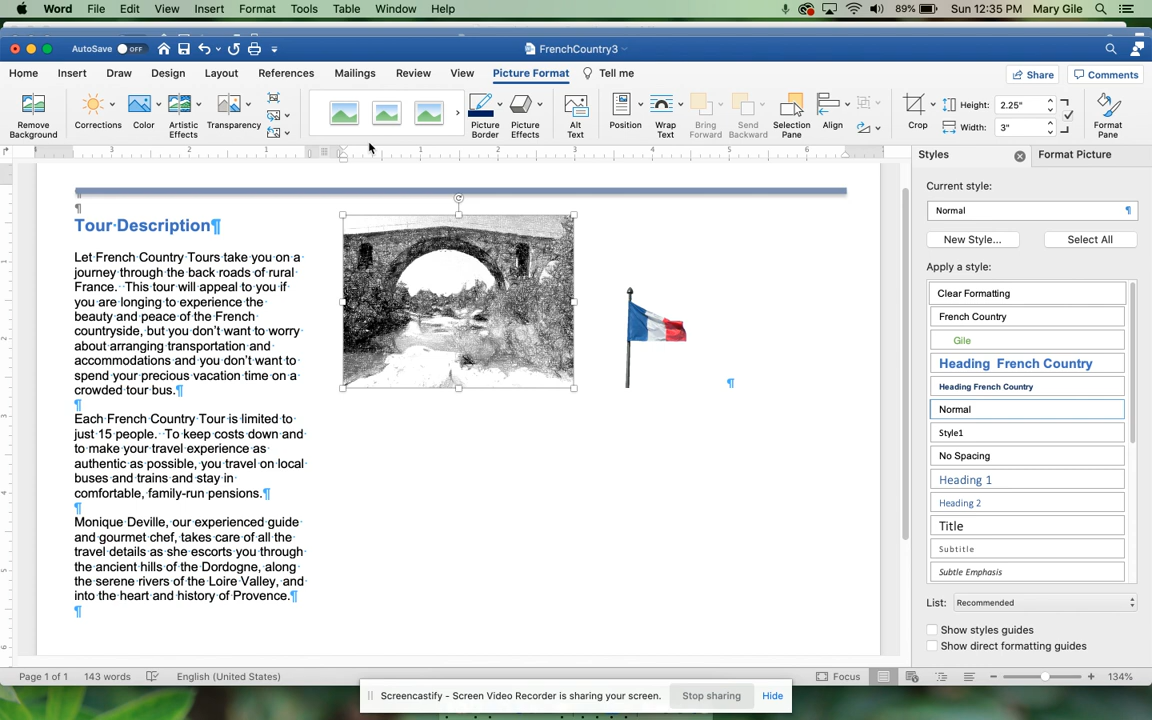 Word File Edit View Insert Format Tools Table Window Help 89% Sun 12:35 PM Mary Gile
AutoSave OFF FrenchCountry3
Home Insert Draw Design Layout References Mailings Review View Picture Format Tell me Share Comments
Remove Background Corrections Color Artistic Effects Transparency Picture Border Picture Effects Alt Text Position Wrap Text Bring Forward Send Backward Selection Pane Align Crop Height: 2.25" Width: 3" Format Pane
3 2 1 1 2 3 4 5 6
Styles Format Picture
Current style:
Normal ¶
New Style... Select All
Apply a style:
Clear Formatting
French Country
Gile
Heading French Country
Heading French Country
Normal
Style1
No Spacing
Heading 1
Heading 2
Title
Subtitle
Subtle Emphasis
List: Recommended
Show styles guides
Show direct formatting guides
¶
Tour·Description¶
Let·French·Country·Tours·take·you·on·a·
journey·through·the·back·roads·of·rural·
France.··This·tour·will·appeal·to·you·if·
you·are·longing·to·experience·the·
beauty·and·peace·of·the·French·
countryside,·but·you·don't·want·to·worry·
about·arranging·transportation·and·
accommodations·and·you·don't·want·to·
spend·your·precious·vacation·time·on·a·
crowded·tour·bus.¶
¶
Each·French·Country·Tour·is·limited·to·
just·15·people.··To·keep·costs·down·and·
to·make·your·travel·experience·as·
authentic·as·possible,·you·travel·on·local·
buses·and·trains·and·stay·in·
comfortable,·family-run·pensions.¶
¶
Monique·Deville,·our·experienced·guide·
and·gourmet·chef,·takes·care·of·all·the·
travel·details·as·she·escorts·you·through·
the·ancient·hills·of·the·Dordogne,·along·
the·serene·rivers·of·the·Loire·Valley,·and·
into·the·heart·and·history·of·Provence.¶
¶
¶
Page 1 of 1 143 words English (United States) Focus 134%
Screencastify - Screen Video Recorder is sharing your screen. Stop sharing Hide